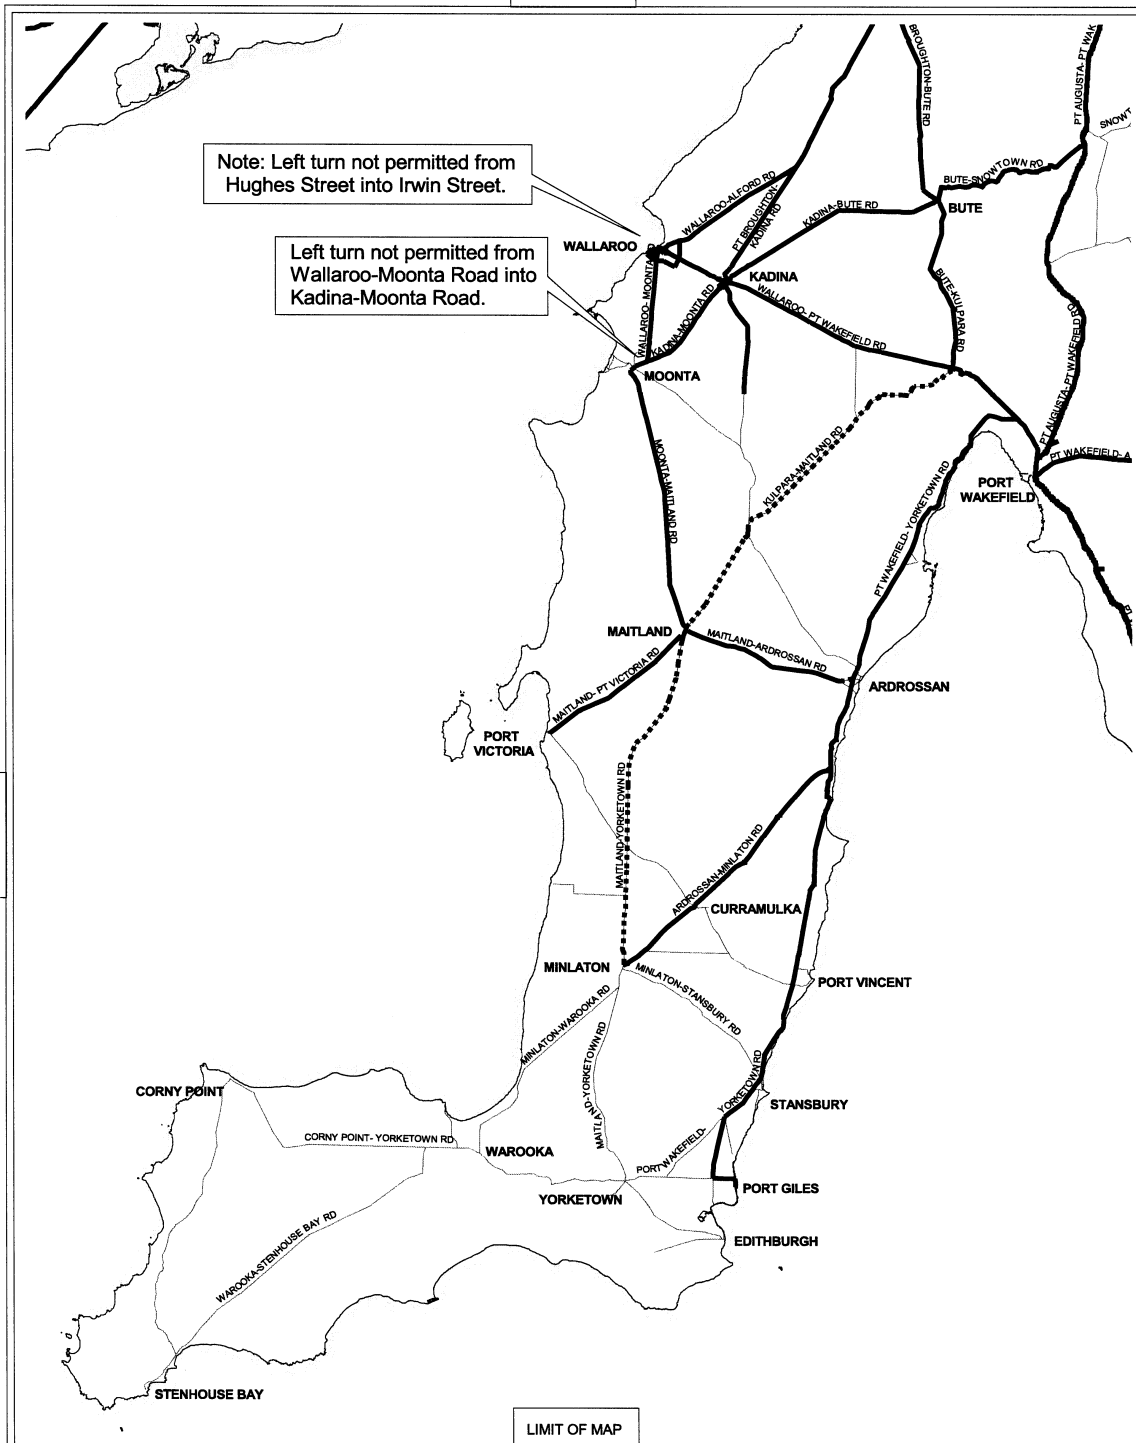 BROUGHTON-BUTE RD
PT AUGUSTA- PT WAK
SNOWT
Note: Left turn not permitted from
Hughes Street into Irwin Street.
BUTE-SNOWTOWN RD
WALLAROO-ALFORD RD
PT BROUGHTON-
KADINA RD
KADINA-BUTE RD
BUTE
Left turn not permitted from
Wallaroo-Moonta Road into
Kadina-Moonta Road.
WALLAROO
KADINA
WALLAROO- MOONTA RD
KADINA-MOONTA RD
WALLAROO- PT WAKEFIELD RD
BUTE-KULPARA RD
PT AUGUSTA- PT WAKEFIELD RD
MOONTA
MOONTA-MAITLAND RD
KULPARA-MAITLAND RD
PT WAKEFIELD- A
PORT
WAKEFIELD
PT WAKEFIELD- YORKETOWN RD
MAITLAND
MAITLAND-ARDROSSAN RD
MAITLAND- PT VICTORIA RD
ARDROSSAN
PORT
VICTORIA
MAITLAND-YORKETOWN RD
ARDROSSAN-MINLATON RD
CURRAMULKA
MINLATON
MINLATON-STANSBURY RD
PORT VINCENT
MINLATON-WAROOKA RD
MAITLAND-YORKETOWN RD
CORNY POINT
YORKETOWN RD
STANSBURY
CORNY POINT- YORKETOWN RD
WAROOKA
PORT WAKEFIELD-
YORKETOWN
PORT GILES
EDITHBURGH
WAROOKA-STENHOUSE BAY RD
STENHOUSE BAY
LIMIT OF MAP